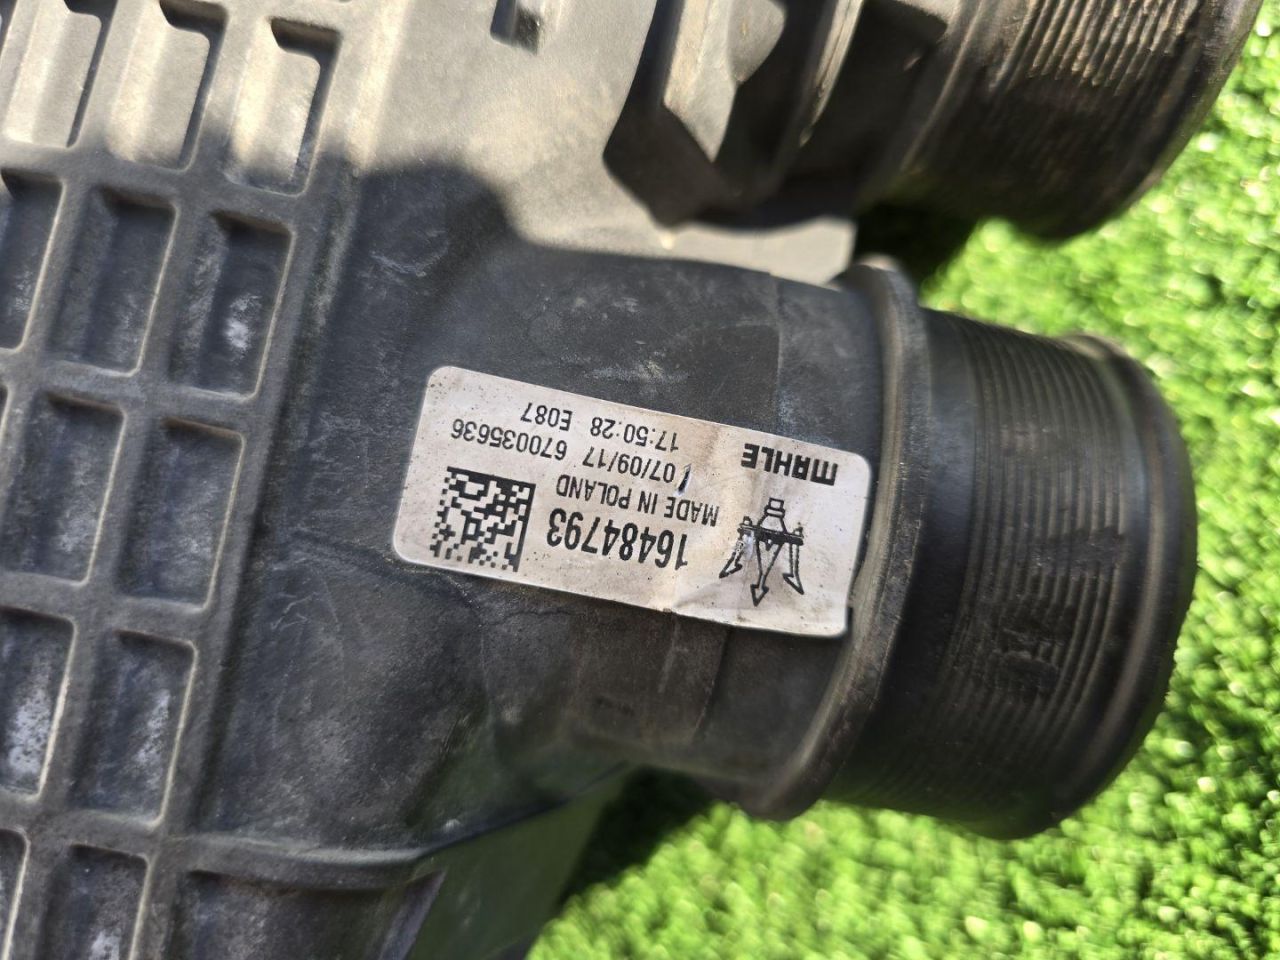 MAHLE
16484793
MADE IN POLAND
07/09/17 670035636
17:50:28 E087